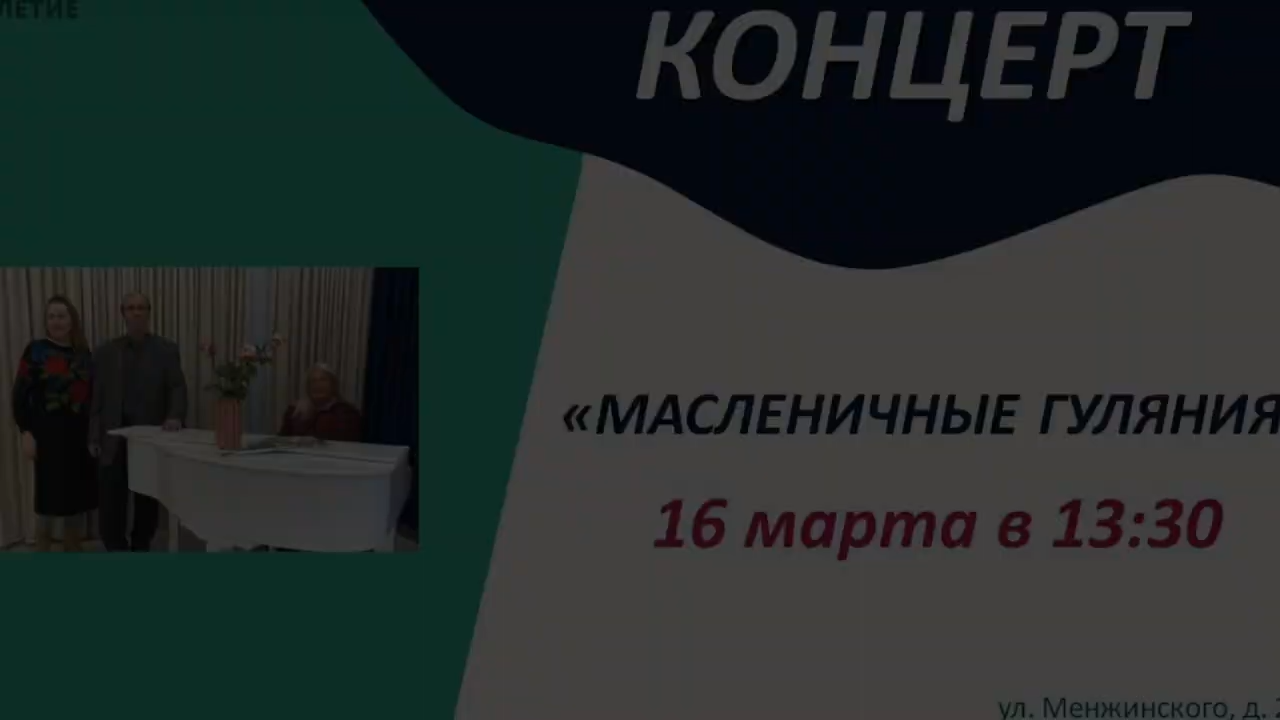 ЛЕТИЕ
КОНЦЕРТ
«МАСЛЕНИЧНЫЕ ГУЛЯНИЯ
16 марта в 13:30
ул. Менжинского, д.